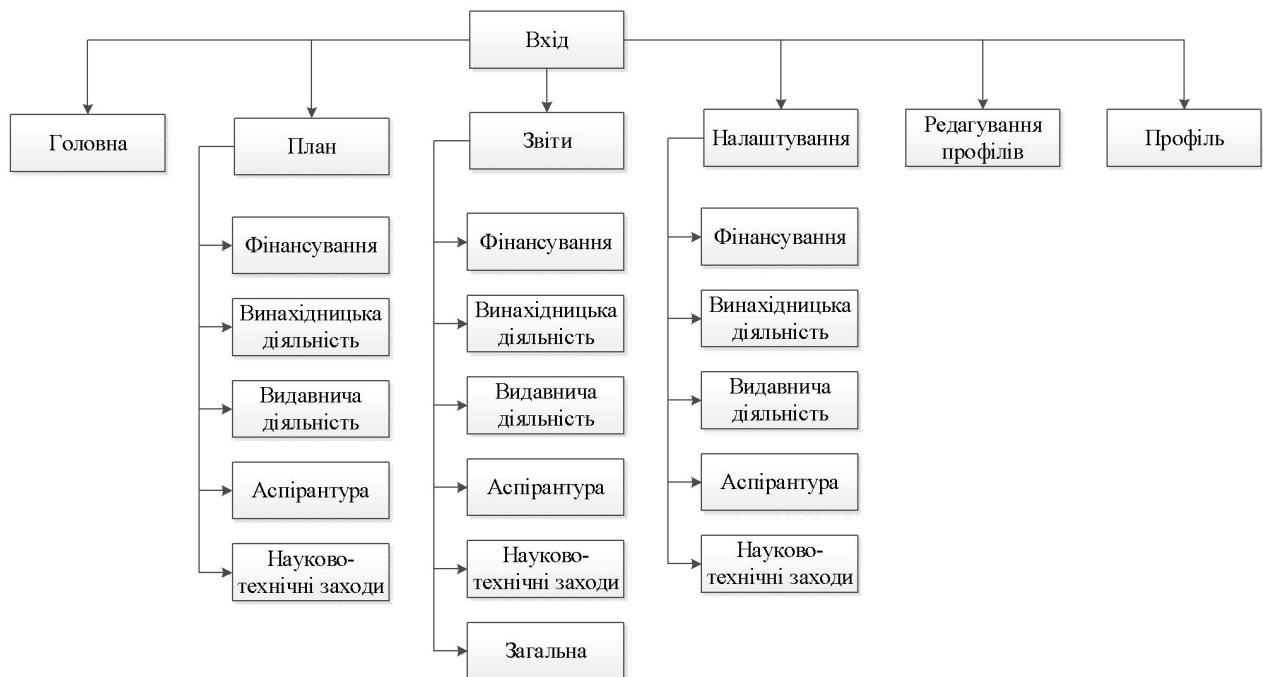 Вхід
Головна
План
Звіти
Налаштування
Редагування
профілів
Профіль
Фінансування
Винахідницька
діяльність
Видавнича
діяльність
Аспірантура
Науково-
технічні заходи
Фінансування
Винахідницька
діяльність
Видавнича
діяльність
Аспірантура
Науково-
технічні заходи
Загальна
Фінансування
Винахідницька
діяльність
Видавнича
діяльність
Аспірантура
Науково-
технічні заходи